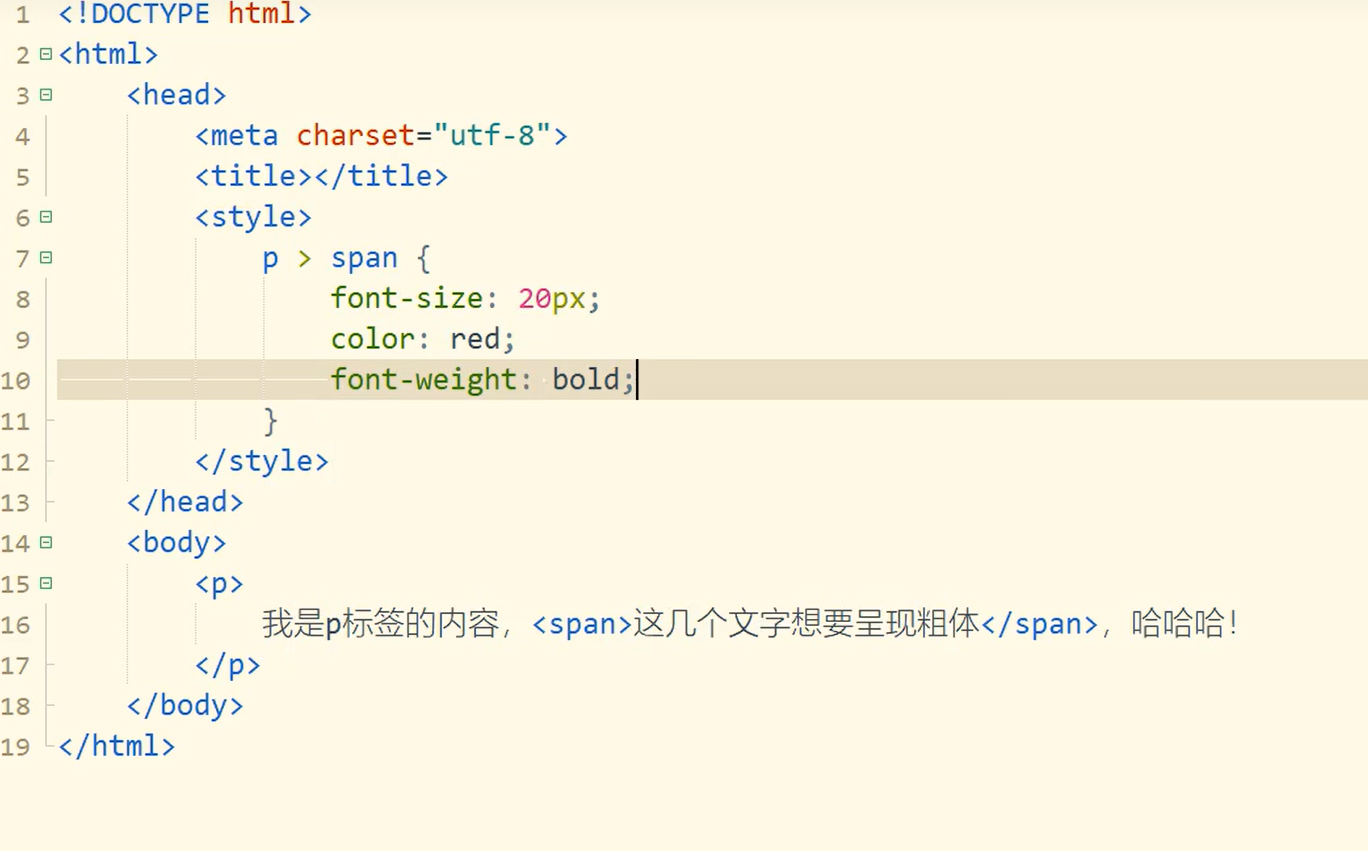 1 <!DOCTYPE html>
2 <html>
3 <head>
4 <meta charset="utf-8">
5 <title></title>
6 <style>
7 p > span {
8 font-size: 20px;
9 color: red;
10 font-weight: bold;
11 }
12 </style>
13 </head>
14 <body>
15 <p>
16 我是p标签的内容，<span>这几个文字想要呈现粗体</span>，哈哈哈！
17 </p>
18 </body>
19 </html>